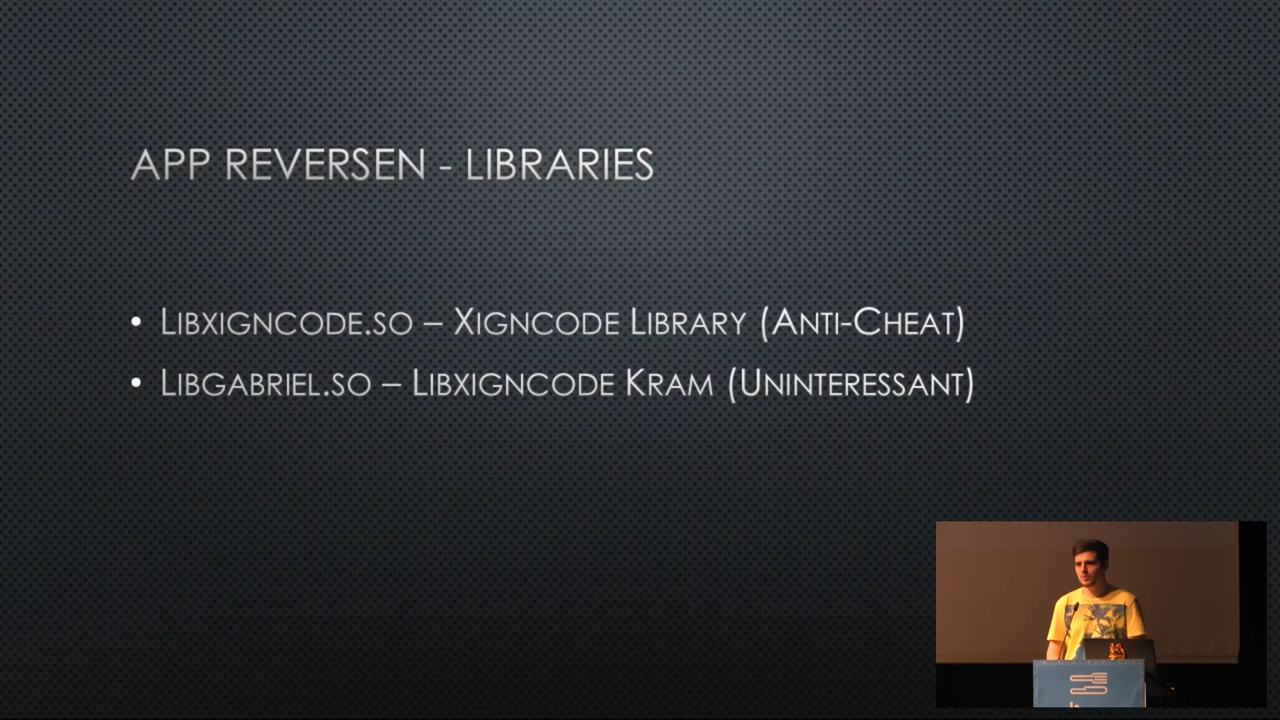 APP REVERSEN - LIBRARIES
• LIBXIGNCODE.SO – XIGNCODE LIBRARY (ANTI-CHEAT)
• LIBGABRIEL.SO – LIBXIGNCODE KRAM (UNINTERESSANT)